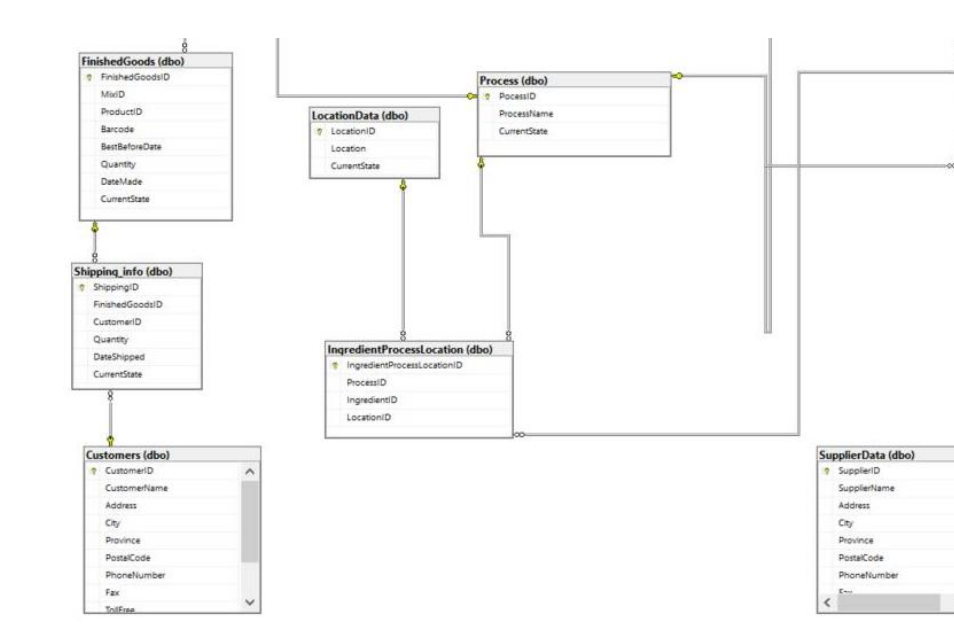 FinishedGoods (dbo)
FinishedGoodsID
MixID
ProductID
Barcode
BestBeforeDate
Quantity
DateMade
CurrentState
LocationData (dbo)
LocationID
Location
CurrentState
Process (dbo)
PocessID
ProcessName
CurrentState
Shipping_info (dbo)
ShippingID
FinishedGoodsID
CustomerID
Quantity
DateShipped
CurrentState
IngredientProcessLocation (dbo)
IngredientProcessLocationID
ProcessID
IngredientID
LocationID
Customers (dbo)
CustomerID
CustomerName
Address
City
Province
PostalCode
PhoneNumber
Fax
TollFree
SupplierData (dbo)
SupplierID
SupplierName
Address
City
Province
PostalCode
PhoneNumber
Fax